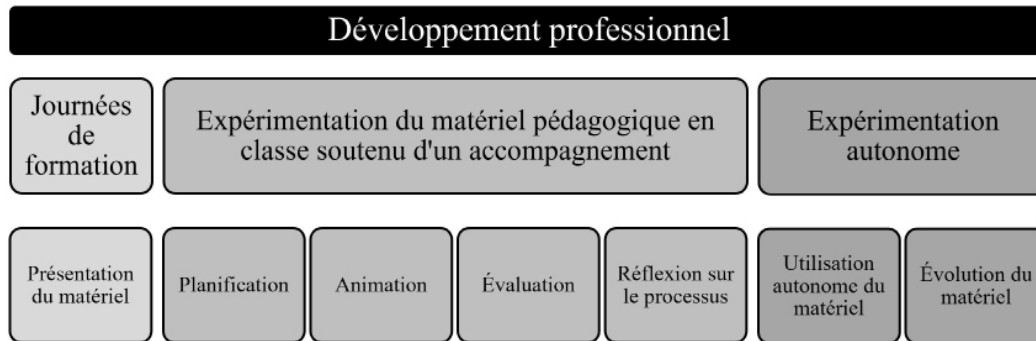 Développement professionnel
Journées
de
formation
Expérimentation du matériel pédagogique en
classe soutenu d'un accompagnement
Expérimentation
autonome
Présentation
du matériel
Planification
Animation
Évaluation
Réflexion sur
le processus
Utilisation
autonome du
matériel
Évolution du
matériel